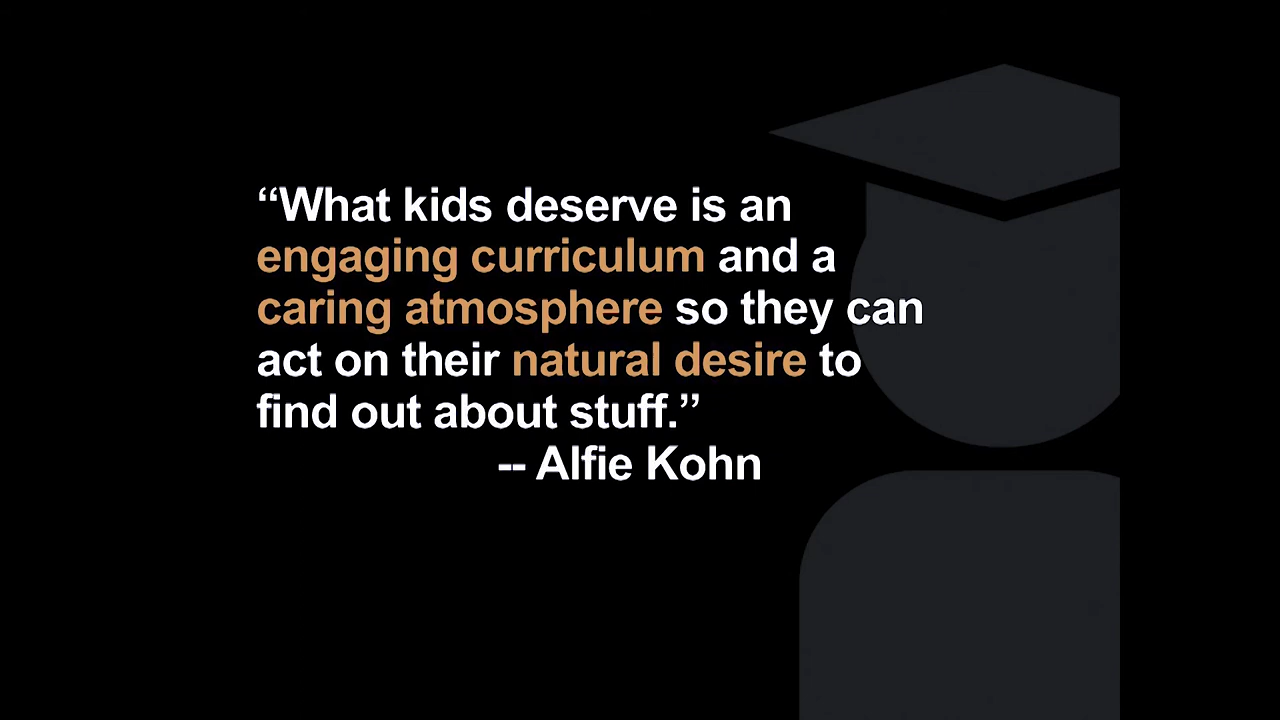 “What kids deserve is an
engaging curriculum and a
caring atmosphere so they can
act on their natural desire to
find out about stuff.”
-- Alfie Kohn